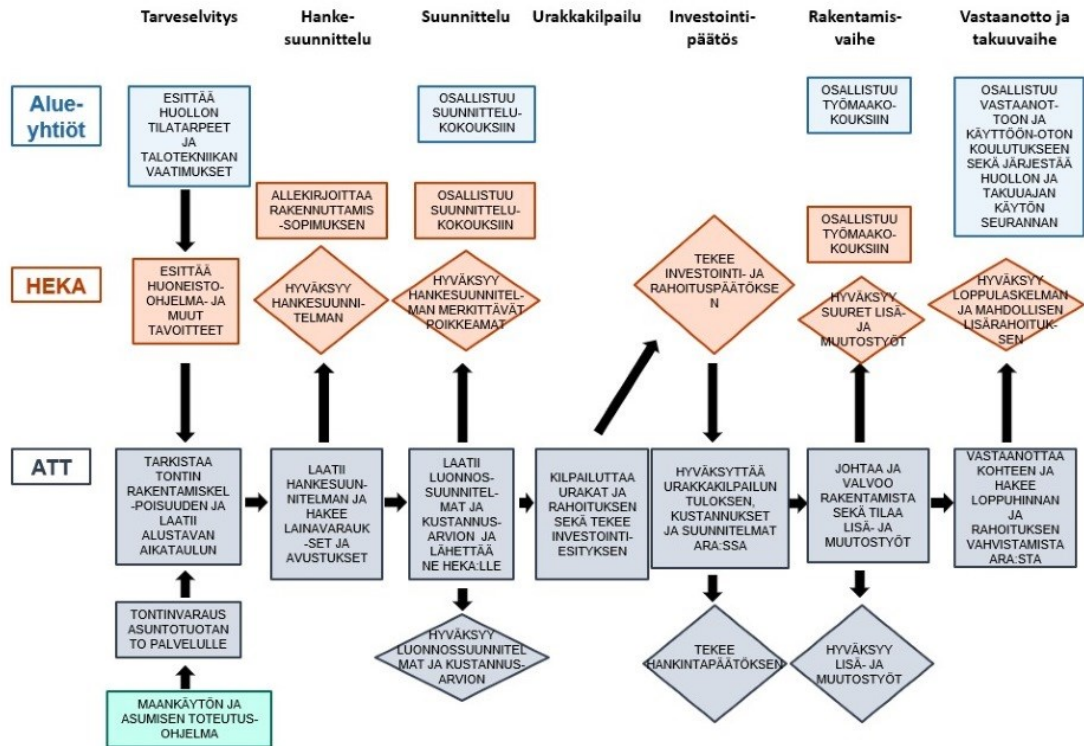 Tarveselvitys
Hanke-
suunnittelu
Suunnittelu
Urakkakilpailu
Investointi-
päätös
Rakentamis-
vaihe
Vastaanotto ja
takuuvaihe
Alue-
yhtiöt
ESITTÄÄ
HUOLLON
TILATARPEET
JA
TALOTEKNIIKAN
VAATIMUKSET
OSALLISTUU
SUUNNITTELU-
KOKOUKSIIN
OSALLISTUU
TYÖMAAKO-
KOUKSIIN
OSALLISTUU
VASTAANOT-
TOON JA
KÄYTTÖÖN-OTON
KOULUTUKSEEN
SEKÄ JÄRJESTÄÄ
HUOLLON JA
TAKUUAJAN
KÄYTÖN
SEURANNAN
HEKA
ESITTÄÄ
HUONEISTO-
OHJELMA- JA
MUUT
TAVOITTEET
ALLEKIRJOITTAA
RAKENNUTTAMIS
-SOPIMUKSEN
HYVÄKSYY
HANKESUUNNI-
TELMAN
OSALLISTUU
SUUNNITTELU-
KOKOUKSIIN
HYVÄKSYY
HANKESUUNNITEL-
MAN MERKITTÄVÄT
POIKKEAMAT
TEKEE
INVESTOINTI- JA
RAHOITUSPÄÄTÖKSE
N
OSALLISTUU
TYÖMAAKO-
KOUKSIIN
HYVÄKSYY
SUURET LISÄ-
JA
MUUTOSTYÖT
HYVÄKSYY
LOPPULASKELMAN
JA MAHDOLLISEN
LISÄRAHOITUK-
SEN
ATT
TARKISTAA
TONTIN
RAKENTAMISKEL
-POISUUDEN JA
LAATII
ALUSTAVAN
AIKATAULUN
LAATII
HANKESUUN-
NITELMAN JA
HAKEE
LAINAVARAUK
-SET JA
AVUSTUKSET
LAATII
LUONNOS-
SUUNNITEL-
MAT JA
KUSTANNUS-
ARVION JA
LÄHETTÄÄ
NE HEKA:LLE
KILPAILUTTAA
URAKAT JA
RAHOITUKSEN
SEKÄ TEKEE
INVESTOINTI-
ESITYKSEN
HYVÄKSYTTÄÄ
URAKKAKILPAILUN
TULOKSEN,
KUSTANNUKSET
JA SUUNNITELMAT
ARA:SSA
JOHTAA JA
VALVOO
RAKENTAMISTA
SEKÄ TILAA
LISÄ- JA
MUUTOSTYÖT
VASTAANOTTAA
KOHTEEN JA
HAKEE
LOPPUHINNAN
JA
RAHOITUKSEN
VAHVISTAMISTA
ARA:STA
TONTINVARAUS
ASUNTOTUOTAN
TO PALVELULLE
HYVÄKSYY
LUONNOSSUUNNITEL
MAT JA KUSTANNUS-
ARVION
TEKEE
HANKINTAPÄÄTÖKSEN
HYVÄKSYY
LISÄ- JA
MUUTOSTYÖT
MAANKÄYTÖN JA
ASUMISEN TOTEUTUS-
OHJELMA